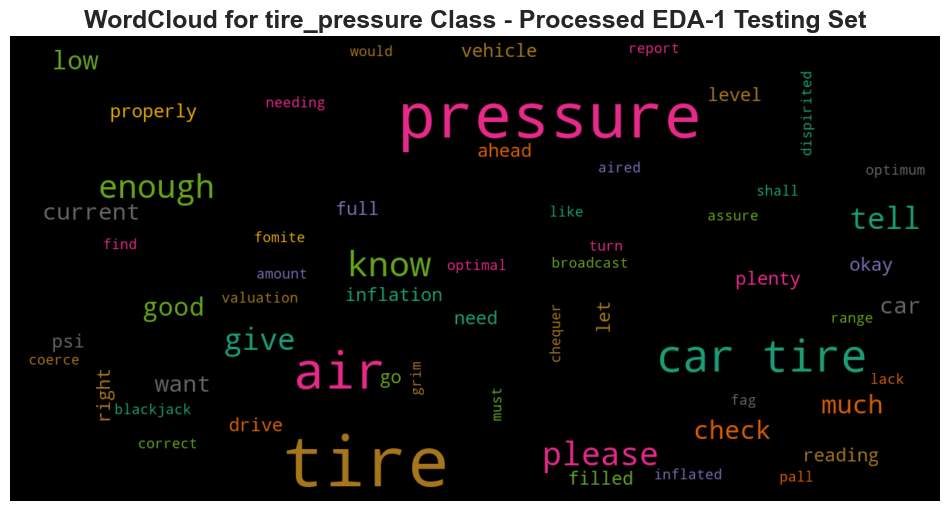 WordCloud for tire_pressure Class - Processed EDA-1 Testing Set
would
vehicle
report
low
level
needing
properly
pressure
dispirited
ahead
aired
optimum
enough
shall
current
full
like
assure
tell
find
fomite
turn
know
optimal
broadcast
okay
amount
plenty
valuation
inflation
good
car
let
need
range
chequer
psi
give
coerce
car tire
air
go
grim
lack
want
right
fag
much
must
blackjack
drive
check
correct
please
tire
reading
filled
inflated
pall